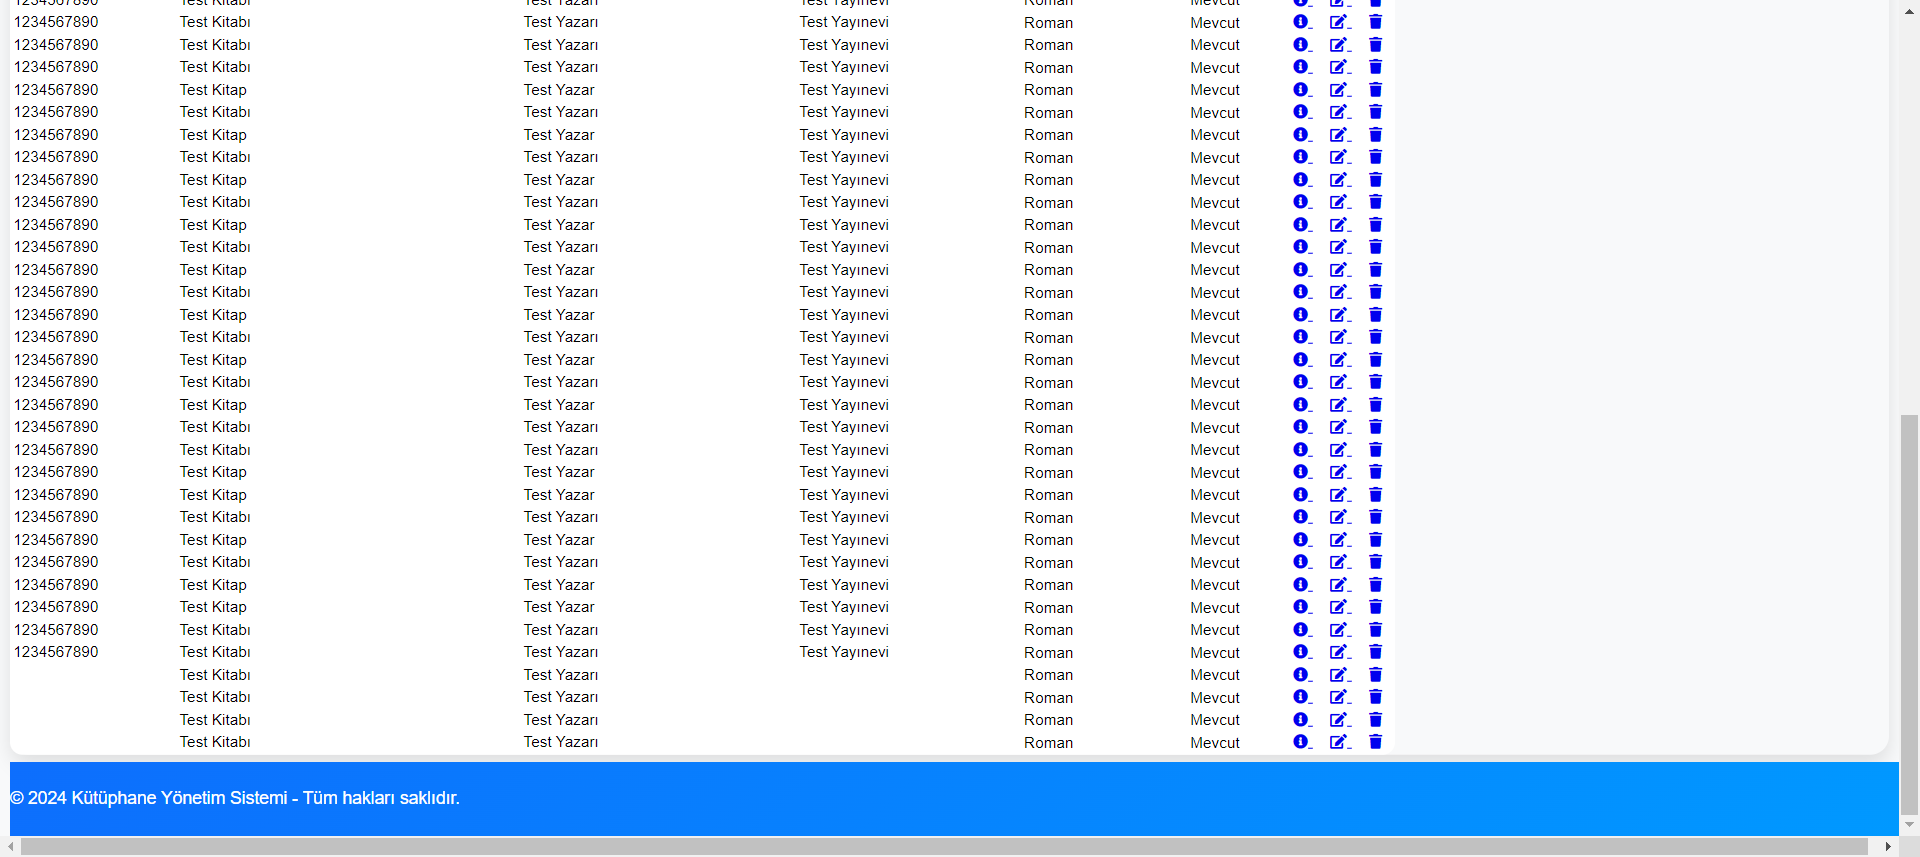 1234567890 Test Kitabı Test Yazarı Test Yayınevi Roman Mevcut
1234567890 Test Kitabı Test Yazarı Test Yayınevi Roman Mevcut
1234567890 Test Kitabı Test Yazarı Test Yayınevi Roman Mevcut
1234567890 Test Kitabı Test Yazarı Test Yayınevi Roman Mevcut
1234567890 Test Kitap Test Yazar Test Yayınevi Roman Mevcut
1234567890 Test Kitabı Test Yazarı Test Yayınevi Roman Mevcut
1234567890 Test Kitap Test Yazar Test Yayınevi Roman Mevcut
1234567890 Test Kitabı Test Yazarı Test Yayınevi Roman Mevcut
1234567890 Test Kitap Test Yazar Test Yayınevi Roman Mevcut
1234567890 Test Kitabı Test Yazarı Test Yayınevi Roman Mevcut
1234567890 Test Kitap Test Yazar Test Yayınevi Roman Mevcut
1234567890 Test Kitabı Test Yazarı Test Yayınevi Roman Mevcut
1234567890 Test Kitap Test Yazar Test Yayınevi Roman Mevcut
1234567890 Test Kitabı Test Yazarı Test Yayınevi Roman Mevcut
1234567890 Test Kitap Test Yazar Test Yayınevi Roman Mevcut
1234567890 Test Kitabı Test Yazarı Test Yayınevi Roman Mevcut
1234567890 Test Kitap Test Yazar Test Yayınevi Roman Mevcut
1234567890 Test Kitabı Test Yazarı Test Yayınevi Roman Mevcut
1234567890 Test Kitap Test Yazar Test Yayınevi Roman Mevcut
1234567890 Test Kitabı Test Yazarı Test Yayınevi Roman Mevcut
1234567890 Test Kitabı Test Yazarı Test Yayınevi Roman Mevcut
1234567890 Test Kitap Test Yazar Test Yayınevi Roman Mevcut
1234567890 Test Kitap Test Yazar Test Yayınevi Roman Mevcut
1234567890 Test Kitabı Test Yazarı Test Yayınevi Roman Mevcut
1234567890 Test Kitap Test Yazar Test Yayınevi Roman Mevcut
1234567890 Test Kitabı Test Yazarı Test Yayınevi Roman Mevcut
1234567890 Test Kitap Test Yazar Test Yayınevi Roman Mevcut
1234567890 Test Kitap Test Yazar Test Yayınevi Roman Mevcut
1234567890 Test Kitabı Test Yazarı Test Yayınevi Roman Mevcut
1234567890 Test Kitabı Test Yazarı Test Yayınevi Roman Mevcut
Test Kitabı Test Yazarı Roman Mevcut
Test Kitabı Test Yazarı Roman Mevcut
Test Kitabı Test Yazarı Roman Mevcut
Test Kitabı Test Yazarı Roman Mevcut
© 2024 Kütüphane Yönetim Sistemi - Tüm hakları saklıdır.